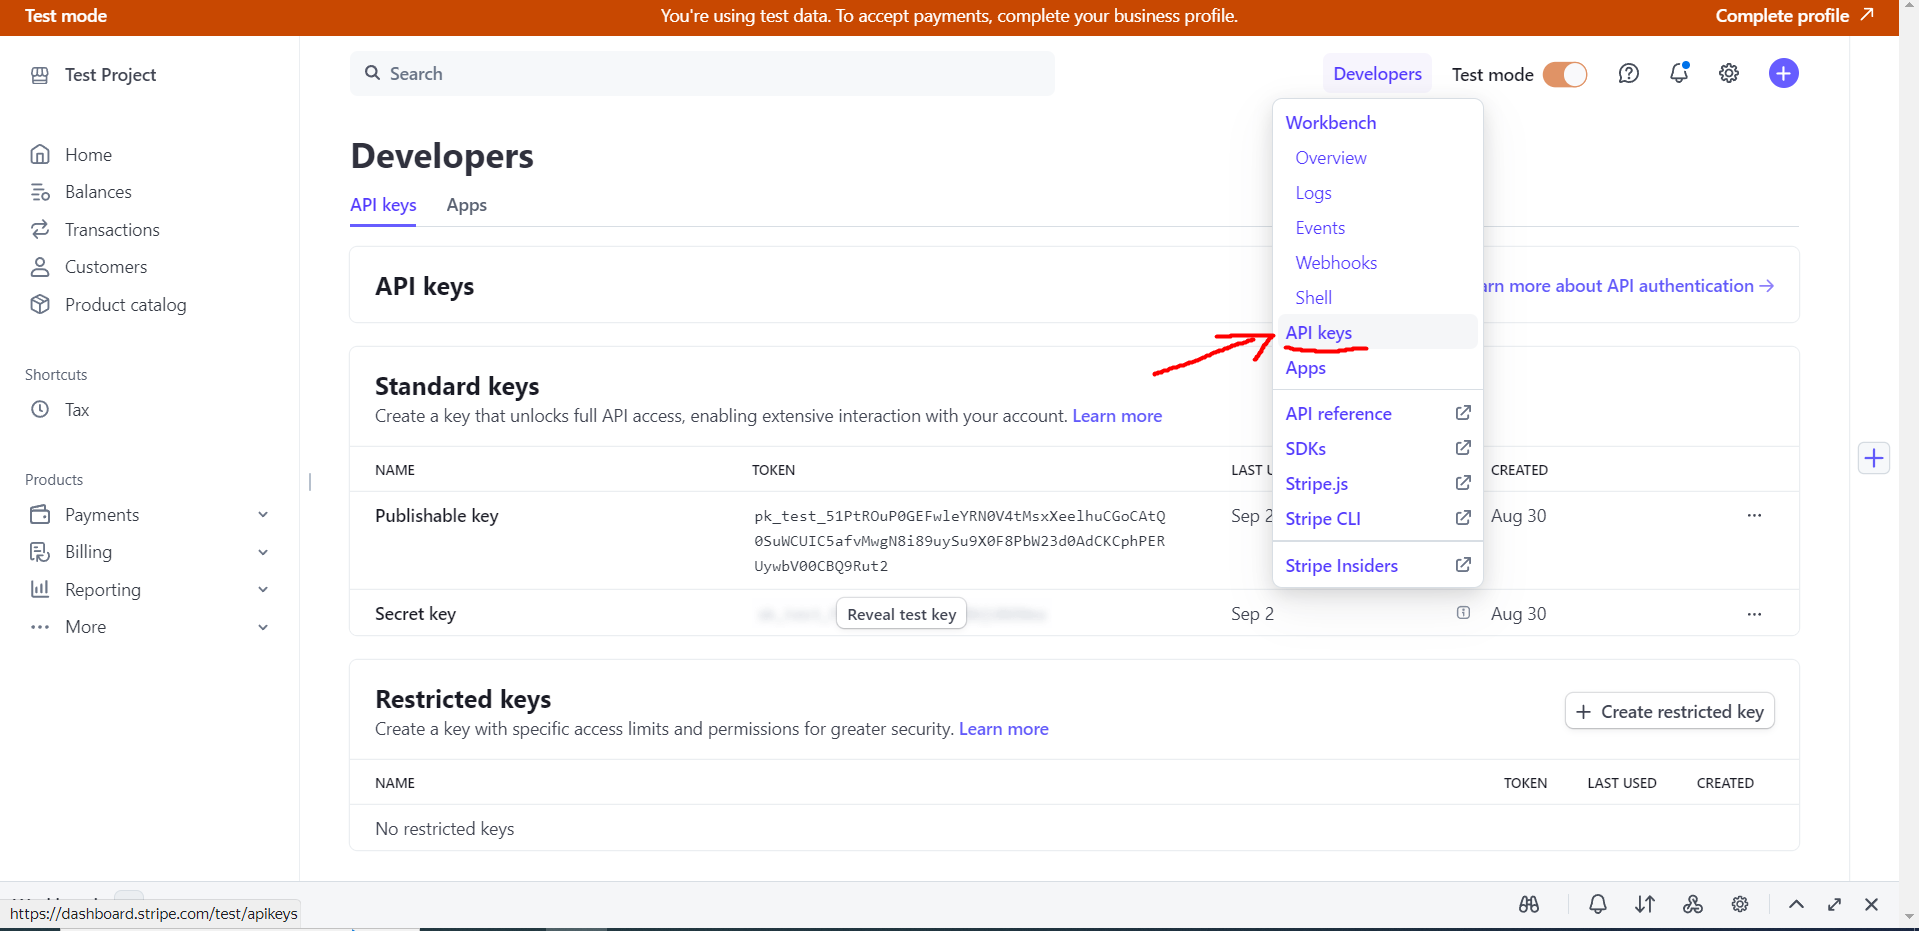 Test mode
You're using test data. To accept payments, complete your business profile.
Complete profile
Test Project
Search
Developers
Test mode
Home
Balances
Transactions
Customers
Product catalog
Shortcuts
Tax
Products
Payments
Billing
Reporting
More
Developers
API keys
Apps
Workbench
Overview
Logs
Events
Webhooks
Shell
API keys
Apps
API reference
SDKs
Stripe.js
Stripe CLI
Stripe Insiders
API keys
arn more about API authentication
Standard keys
Create a key that unlocks full API access, enabling extensive interaction with your account. Learn more
NAME
TOKEN
LAST U
CREATED
Publishable key
pk_test_51PtROuP0GEFwleYRN0V4tMsxXeelhuCGoCAtQ
0SuWCUIC5afvMwgN8i89uySu9X0F8PbW23d0AdCKCphPER
UywbV00CBQ9Rut2
Sep 2
Aug 30
Secret key
Reveal test key
Sep 2
Aug 30
Restricted keys
Create a key with specific access limits and permissions for greater security. Learn more
Create restricted key
NAME
TOKEN
LAST USED
CREATED
No restricted keys
https://dashboard.stripe.com/test/apikeys